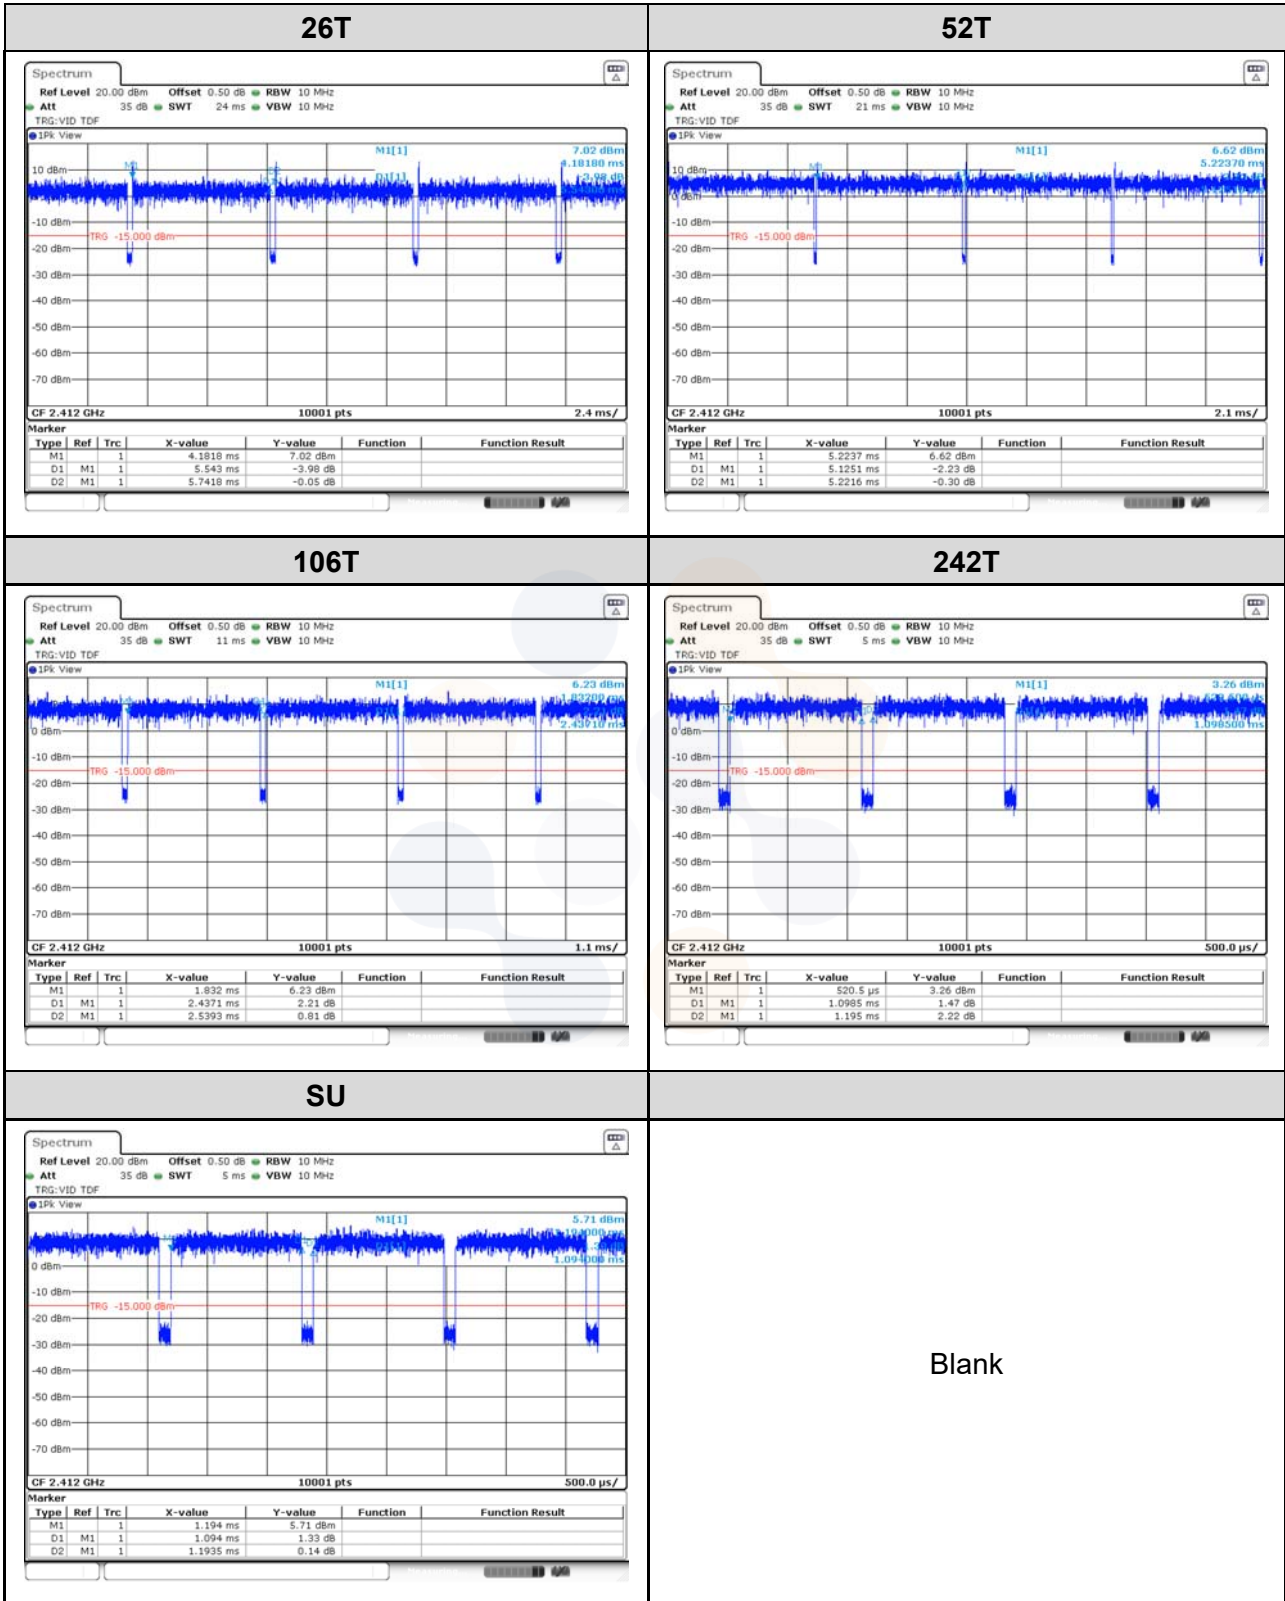 26T
52T
Spectrum
Ref Level 20.00 dBm Offset 0.50 dB RBW 10 MHz
Att 35 dB SWT 24 ms VBW 10 MHz
TRG:VID TDF
1Pk View
M1[1] 7.02 dBm
4.18180 ms
10 dBm
-10 dBm
TRG -15.000 dBm
-20 dBm
-30 dBm
-40 dBm
-50 dBm
-60 dBm
-70 dBm
CF 2.412 GHz 10001 pts 2.4 ms/
Marker
Type Ref Trc X-value Y-value Function Function Result
M1 1 4.1818 ms 7.02 dBm
D1 M1 1 5.543 ms -3.98 dB
D2 M1 1 5.7418 ms -0.05 dB
Spectrum
Ref Level 20.00 dBm Offset 0.50 dB RBW 10 MHz
Att 35 dB SWT 21 ms VBW 10 MHz
TRG:VID TDF
1Pk View
M1[1] 6.62 dBm
5.22370 ms
10 dBm
0 dBm
-10 dBm
TRG -15.000 dBm
-20 dBm
-30 dBm
-40 dBm
-50 dBm
-60 dBm
-70 dBm
CF 2.412 GHz 10001 pts 2.1 ms/
Marker
Type Ref Trc X-value Y-value Function Function Result
M1 1 5.2237 ms 6.62 dBm
D1 M1 1 5.1251 ms -2.23 dB
D2 M1 1 5.2216 ms -0.30 dB
106T
242T
Spectrum
Ref Level 20.00 dBm Offset 0.50 dB RBW 10 MHz
Att 35 dB SWT 11 ms VBW 10 MHz
TRG:VID TDF
1Pk View
M1[1] 6.23 dBm
1.83200 ms
2.43710 ms
0 dBm
-10 dBm
TRG -15.000 dBm
-20 dBm
-30 dBm
-40 dBm
-50 dBm
-60 dBm
-70 dBm
CF 2.412 GHz 10001 pts 1.1 ms/
Marker
Type Ref Trc X-value Y-value Function Function Result
M1 1 1.832 ms 6.23 dBm
D1 M1 1 2.4371 ms 2.21 dB
D2 M1 1 2.5393 ms 0.81 dB
Spectrum
Ref Level 20.00 dBm Offset 0.50 dB RBW 10 MHz
Att 35 dB SWT 5 ms VBW 10 MHz
TRG:VID TDF
1Pk View
M1[1] 3.26 dBm
1.098500 ms
0 dBm
-10 dBm
TRG -15.000 dBm
-20 dBm
-30 dBm
-40 dBm
-50 dBm
-60 dBm
-70 dBm
CF 2.412 GHz 10001 pts 500.0 µs/
Marker
Type Ref Trc X-value Y-value Function Function Result
M1 1 520.5 µs 3.26 dBm
D1 M1 1 1.0985 ms 1.47 dB
D2 M1 1 1.195 ms 2.22 dB
SU
Spectrum
Ref Level 20.00 dBm Offset 0.50 dB RBW 10 MHz
Att 35 dB SWT 5 ms VBW 10 MHz
TRG:VID TDF
1Pk View
M1[1] 5.71 dBm
1.094000 ms
0 dBm
-10 dBm
TRG -15.000 dBm
-20 dBm
-30 dBm
-40 dBm
-50 dBm
-60 dBm
-70 dBm
CF 2.412 GHz 10001 pts 500.0 µs/
Marker
Type Ref Trc X-value Y-value Function Function Result
M1 1 1.194 ms 5.71 dBm
D1 M1 1 1.094 ms 1.33 dB
D2 M1 1 1.1935 ms 0.14 dB
Blank